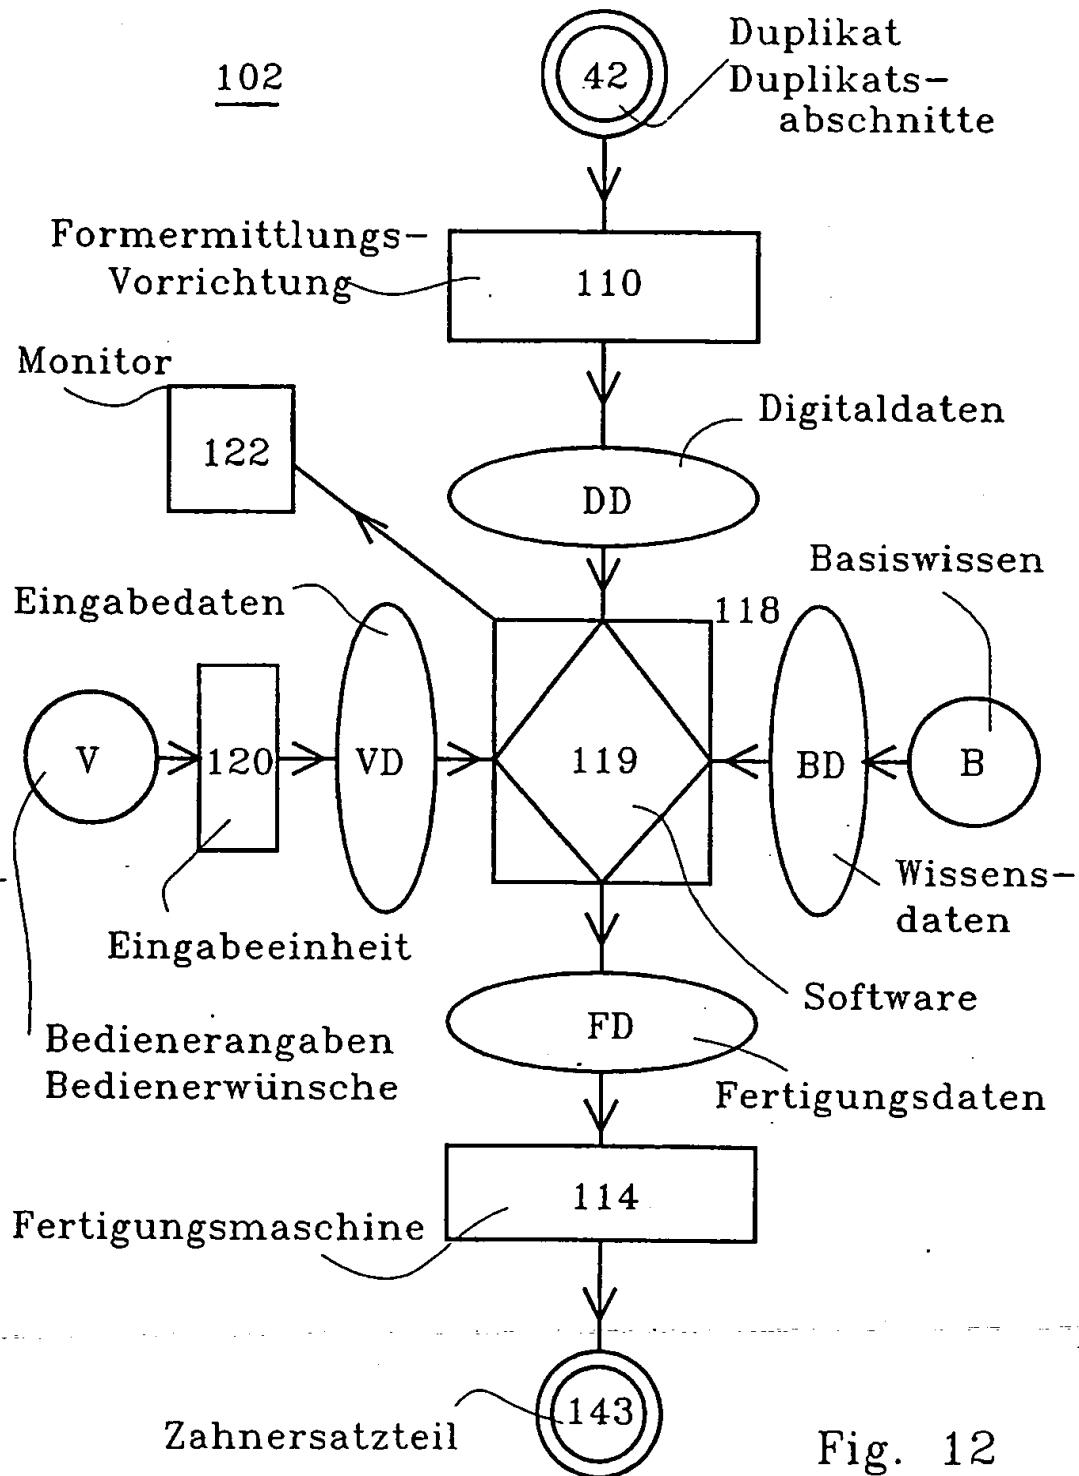 102
42
Duplikat
Duplikats-
abschnitte
Formermittlungs-
Vorrichtung
110
Monitor
122
Digitaldaten
DD
Basiswissen
Eingabedaten
118
V
120
VD
119
BD
B
Wissens-
daten
Eingabeeinheit
Software
FD
Bedienerangaben
Bedienerwünsche
Fertigungsdaten
114
Fertigungsmaschine
143
Zahnersatzteil
Fig. 12